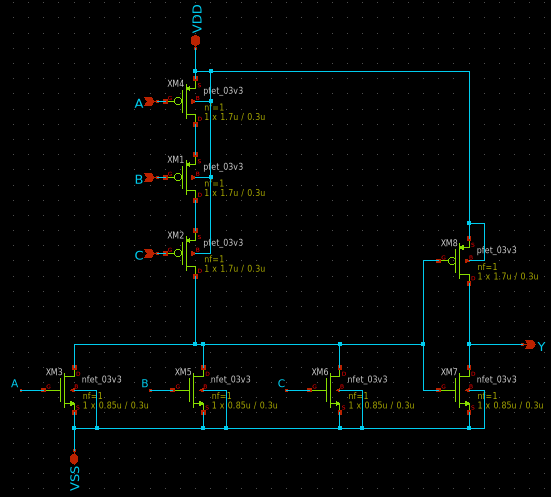 VDD
XM4
pfet_03v3
A
nf=1
1 x 1.7u / 0.3u
XM1
pfet_03v3
B
nf=1
1 x 1.7u / 0.3u
XM2
pfet_03v3
C
nf=1
1 x 1.7u / 0.3u
XM8
pfet_03v3
nf=1
1 x 1.7u / 0.3u
Y
XM3
nfet_03v3
A
nf=1
1 x 0.85u / 0.3u
XM5
nfet_03v3
B
nf=1
1 x 0.85u / 0.3u
XM6
nfet_03v3
C
nf=1
1 x 0.85u / 0.3u
XM7
nfet_03v3
nf=1
1 x 0.85u / 0.3u
VSS